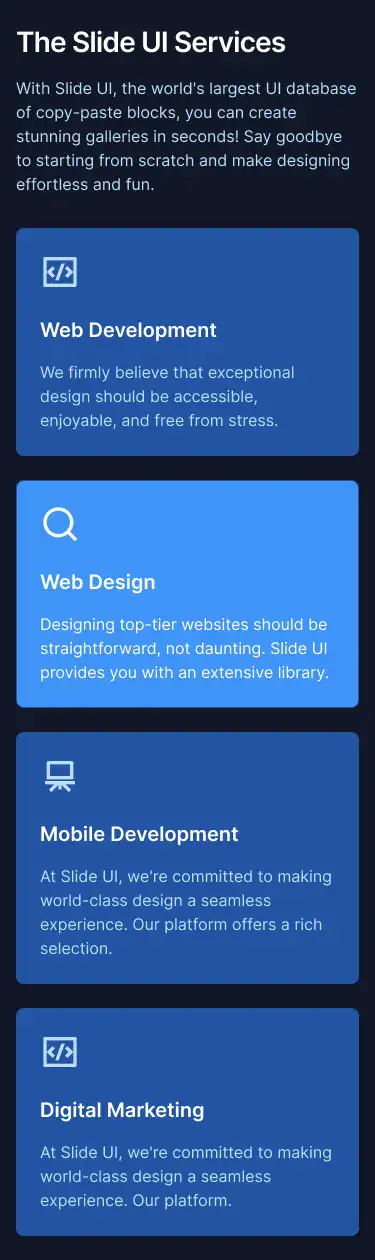 The Slide UI Services
With Slide UI, the world's largest UI database
of copy-paste blocks, you can create
stunning galleries in seconds! Say goodbye
to starting from scratch and make designing
effortless and fun.
Web Development
We firmly believe that exceptional
design should be accessible,
enjoyable, and free from stress.
Web Design
Designing top-tier websites should be
straightforward, not daunting. Slide UI
provides you with an extensive library.
Mobile Development
At Slide UI, we're committed to making
world-class design a seamless
experience. Our platform offers a rich
selection.
Digital Marketing
At Slide UI, we're committed to making
world-class design a seamless
experience. Our platform.